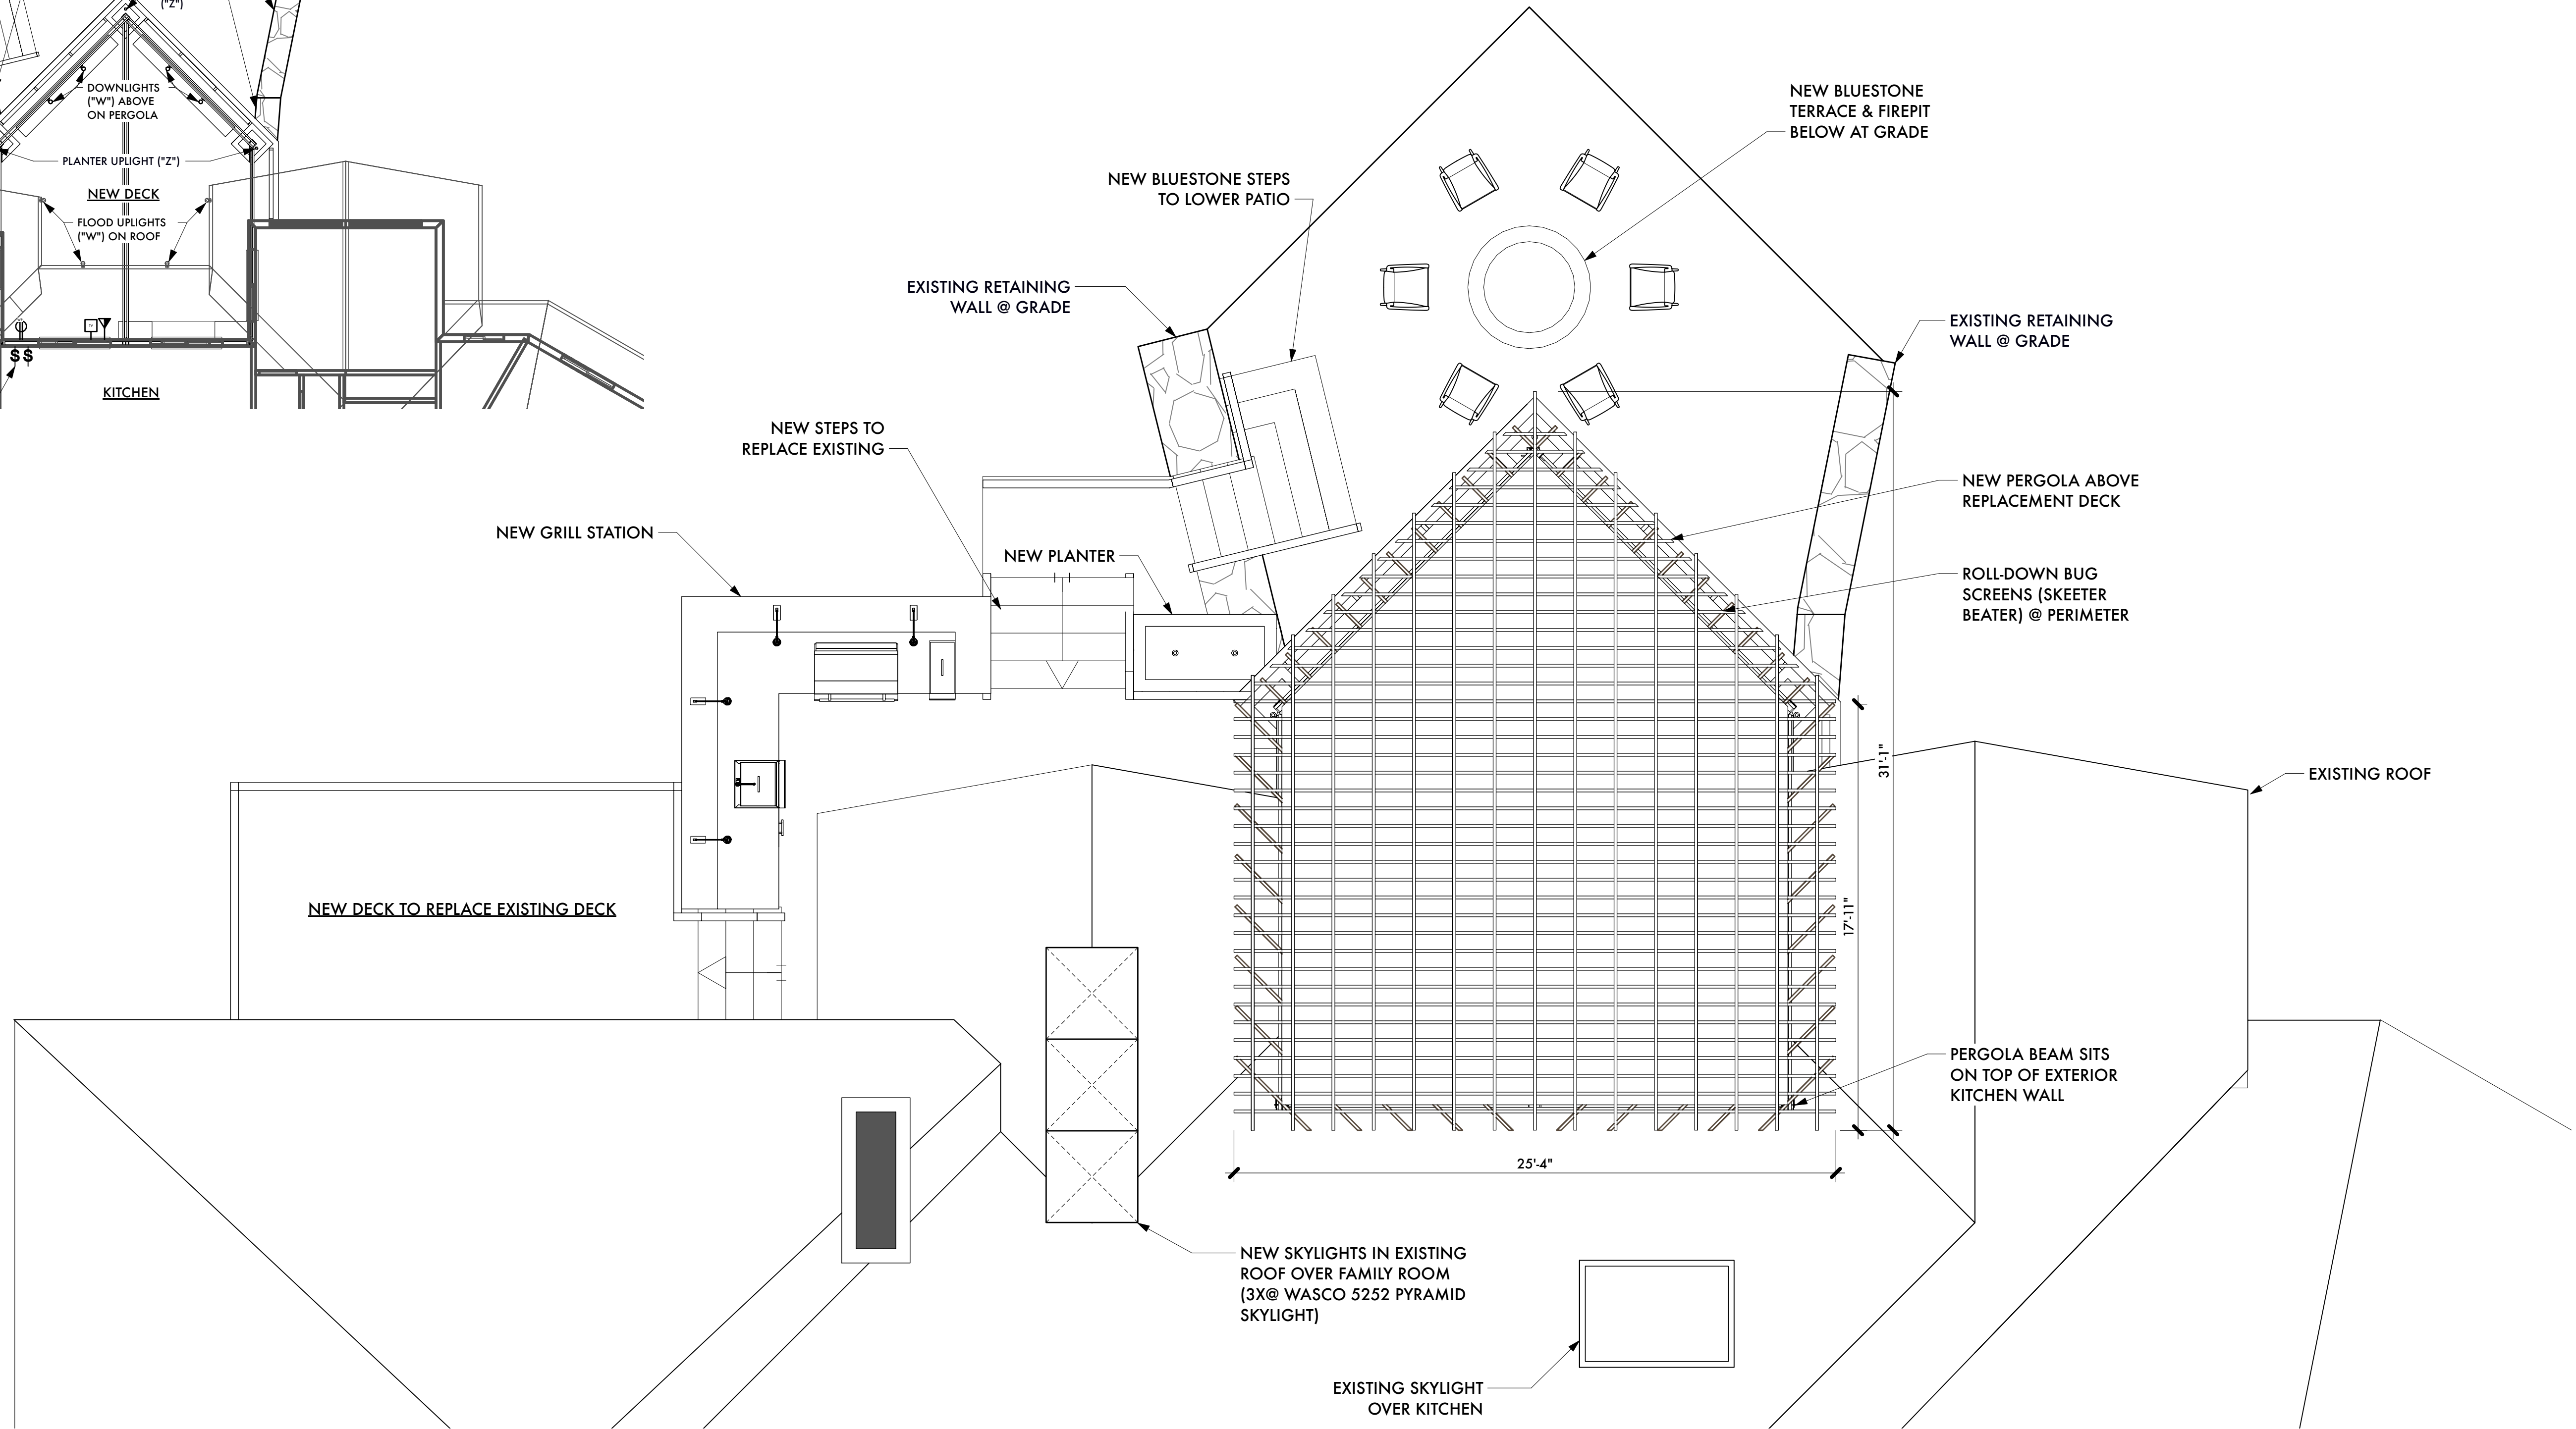 ("Z")
DOWNLIGHTS
("W") ABOVE
ON PERGOLA
PLANTER UPLIGHT ("Z")
NEW DECK
FLOOD UPLIGHTS
("W") ON ROOF
$$
KITCHEN
NEW BLUESTONE
TERRACE & FIREPIT
BELOW AT GRADE
NEW BLUESTONE STEPS
TO LOWER PATIO
EXISTING RETAINING
WALL @ GRADE
EXISTING RETAINING
WALL @ GRADE
NEW STEPS TO
REPLACE EXISTING
NEW PERGOLA ABOVE
REPLACEMENT DECK
NEW GRILL STATION
NEW PLANTER
ROLL-DOWN BUG
SCREENS (SKEETER
BEATER) @ PERIMETER
31'-1"
EXISTING ROOF
17'-11"
NEW DECK TO REPLACE EXISTING DECK
PERGOLA BEAM SITS
ON TOP OF EXTERIOR
KITCHEN WALL
25'-4"
NEW SKYLIGHTS IN EXISTING
ROOF OVER FAMILY ROOM
(3X@ WASCO 5252 PYRAMID
SKYLIGHT)
EXISTING SKYLIGHT
OVER KITCHEN